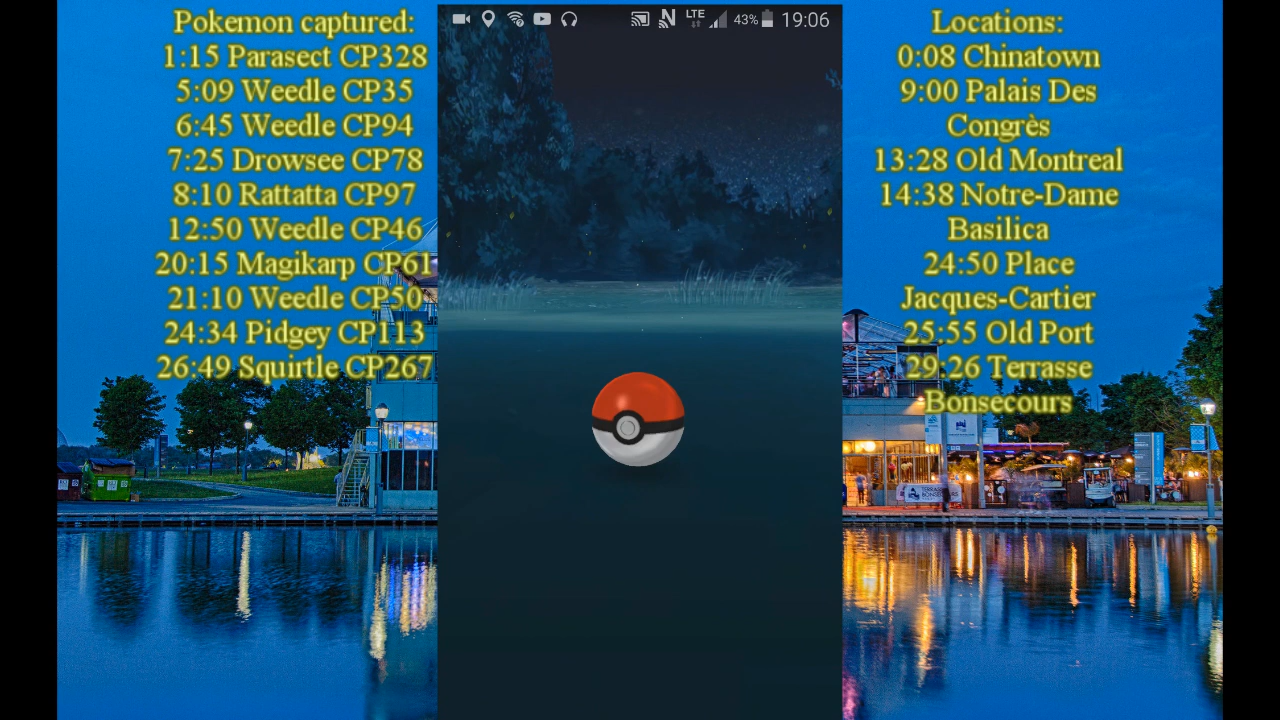 Pokemon captured:
1:15 Parasect CP328
5:09 Weedle CP35
6:45 Weedle CP94
7:25 Drowsee CP78
8:10 Rattatta CP97
12:50 Weedle CP46
20:15 Magikarp CP61
21:10 Weedle CP50
24:34 Pidgey CP113
26:49 Squirtle CP267
LTE 43% 19:06
Locations:
0:08 Chinatown
9:00 Palais Des
Congrès
13:28 Old Montreal
14:38 Notre-Dame
Basilica
24:50 Place
Jacques-Cartier
25:55 Old Port
29:26 Terrasse
Bonsecours